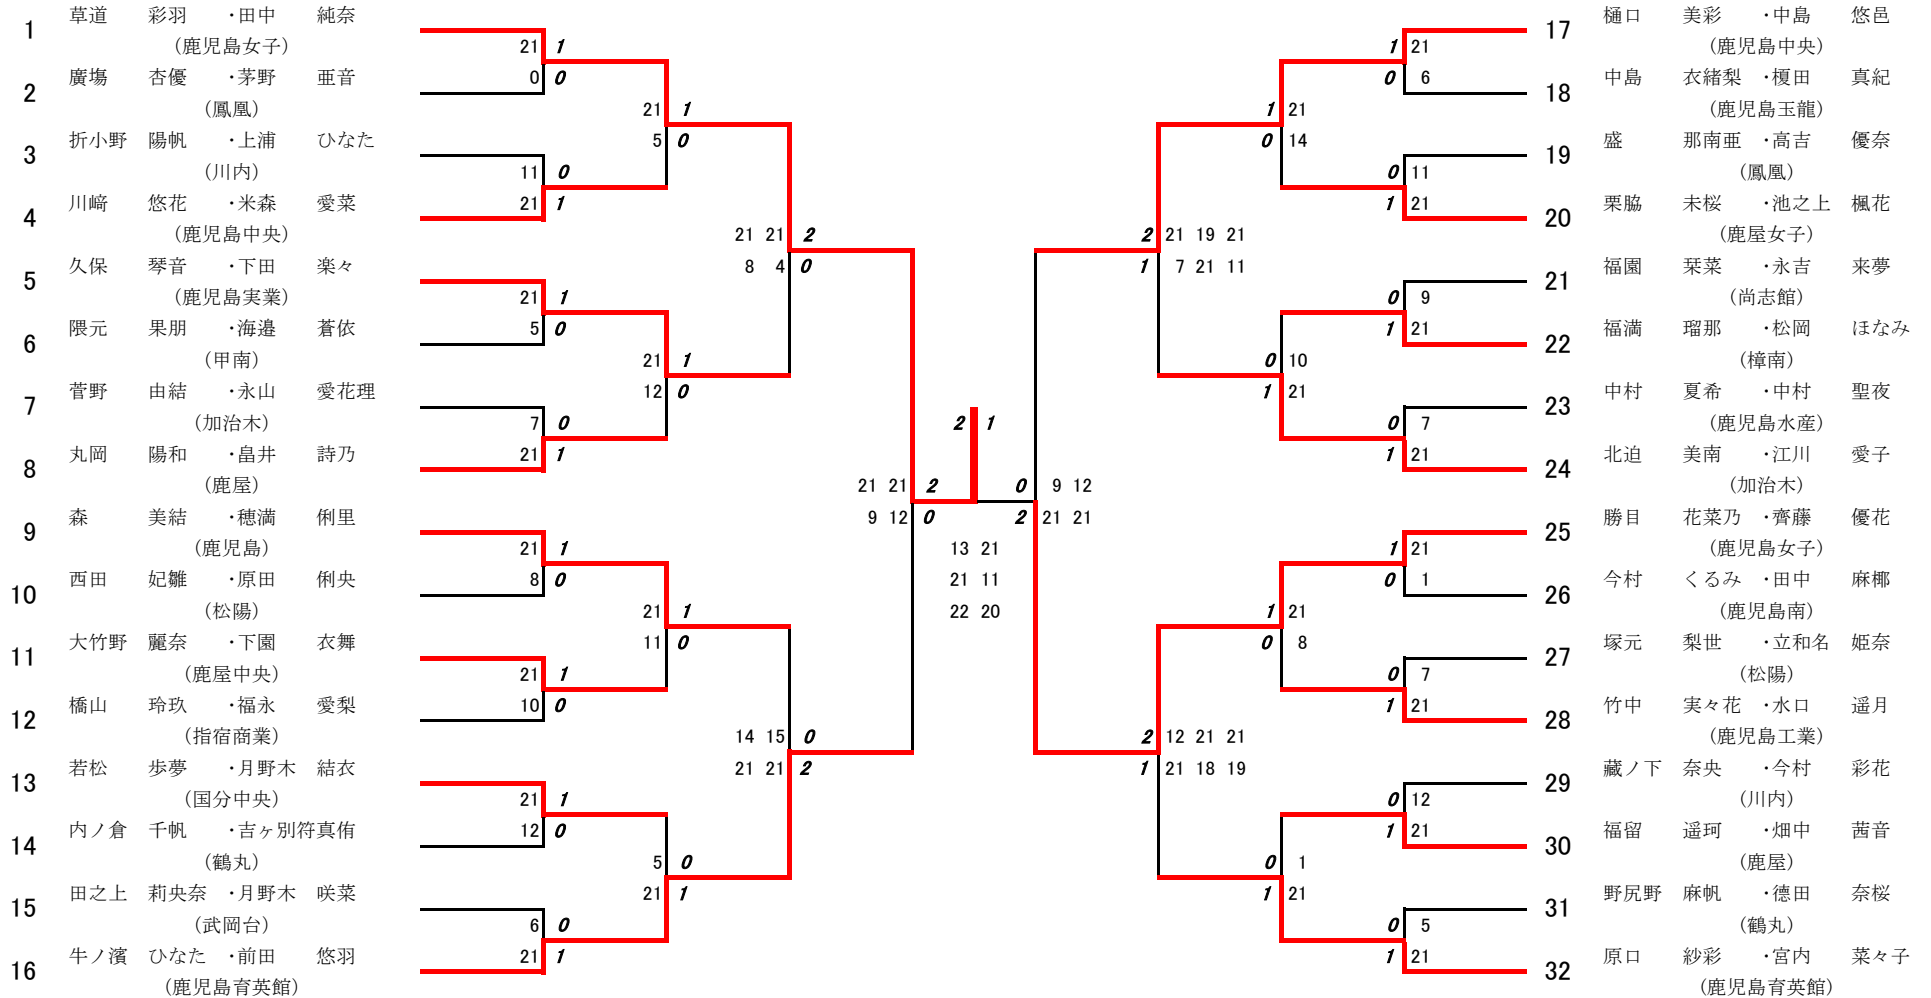 1 草道 彩羽 ・田中 純奈
(鹿児島女子)
2 廣塲 杏優 ・茅野 亜音
(鳳凰)
3 折小野 陽帆 ・上浦 ひなた
(川内)
4 川﨑 悠花 ・米森 愛菜
(鹿児島中央)
5 久保 琴音 ・下田 楽々
(鹿児島実業)
6 隈元 果朋 ・海邉 蒼依
(甲南)
7 菅野 由結 ・永山 愛花理
(加治木)
8 丸岡 陽和 ・畠井 詩乃
(鹿屋)
9 森 美結 ・穂満 俐里
(鹿児島)
10 西田 妃雛 ・原田 俐央
(松陽)
11 大竹野 麗奈 ・下園 衣舞
(鹿屋中央)
12 橋山 玲玖 ・福永 愛梨
(指宿商業)
13 若松 歩夢 ・月野木 結衣
(国分中央)
14 内ノ倉 千帆 ・吉ヶ別符真侑
(鶴丸)
15 田之上 莉央奈 ・月野木 咲菜
(武岡台)
16 牛ノ濱 ひなた ・前田 悠羽
(鹿児島育英館)
21 1
0 0
11 0
21 1
21 1
5 0
7 0
21 1
21 1
8 0
21 1
10 0
21 1
12 0
6 0
21 1
21 1
5 0
21 1
12 0
21 1
11 0
5 0
21 1
21 21 2
8 4 0
14 15 0
21 21 2
21 21 2
9 12 0
2 1
13 21
21 11
22 20
0 9 12
2 21 21
2 21 19 21
1 7 21 11
2 12 21 21
1 21 18 19
1 21
0 14
0 10
1 21
1 21
0 8
0 1
1 21
1 21
0 6
0 11
1 21
0 9
1 21
0 7
1 21
1 21
0 1
0 7
1 21
0 12
1 21
0 5
1 21
17 樋口 美彩 ・中島 悠邑
(鹿児島中央)
18 中島 衣緒梨 ・榎田 真紀
(鹿児島玉龍)
19 盛 那南亜 ・高吉 優奈
(鳳凰)
20 栗脇 未桜 ・池之上 楓花
(鹿屋女子)
21 福園 栞菜 ・永吉 来夢
(尚志館)
22 福満 瑠那 ・松岡 ほなみ
(樟南)
23 中村 夏希 ・中村 聖夜
(鹿児島水産)
24 北迫 美南 ・江川 愛子
(加治木)
25 勝目 花菜乃 ・齊藤 優花
(鹿児島女子)
26 今村 くるみ ・田中 麻椰
(鹿児島南)
27 塚元 梨世 ・立和名 姫奈
(松陽)
28 竹中 実々花 ・水口 遥月
(鹿児島工業)
29 藏ノ下 奈央 ・今村 彩花
(川内)
30 福留 遥珂 ・畑中 茜音
(鹿屋)
31 野尻野 麻帆 ・德田 奈桜
(鶴丸)
32 原口 紗彩 ・宮内 菜々子
(鹿児島育英館)